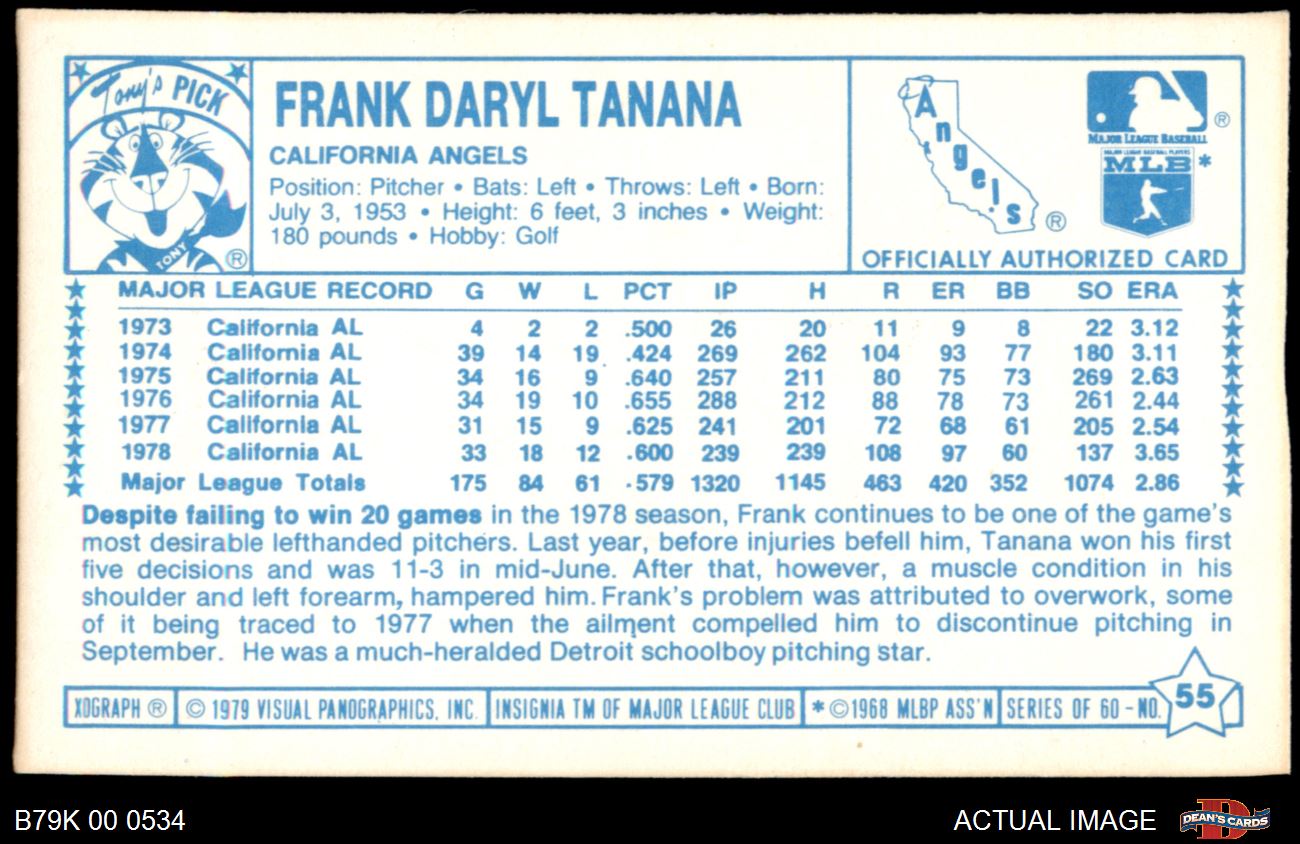 Tony's PICK
TONY
®
FRANK DARYL TANANA
CALIFORNIA ANGELS
Position: Pitcher • Bats: Left • Throws: Left • Born:
July 3, 1953 • Height: 6 feet, 3 inches • Weight:
180 pounds • Hobby: Golf
Angels
®
®
MAJOR LEAGUE BASEBALL
MAJOR LEAGUE BASEBALL PLAYERS
MLB *
OFFICIALLY AUTHORIZED CARD
MAJOR LEAGUE RECORD G W L PCT IP H R ER BB SO ERA
1973 California AL 4 2 2 .500 26 20 11 9 8 22 3.12
1974 California AL 39 14 19 .424 269 262 104 93 77 180 3.11
1975 California AL 34 16 9 .640 257 211 80 75 73 269 2.63
1976 California AL 34 19 10 .655 288 212 88 78 73 261 2.44
1977 California AL 31 15 9 .625 241 201 72 68 61 205 2.54
1978 California AL 33 18 12 .600 239 239 108 97 60 137 3.65
Major League Totals 175 84 61 .579 1320 1145 463 420 352 1074 2.86
Despite failing to win 20 games in the 1978 season, Frank continues to be one of the game's
most desirable lefthanded pitchers. Last year, before injuries befell him, Tanana won his first
five decisions and was 11-3 in mid-June. After that, however, a muscle condition in his
shoulder and left forearm, hampered him. Frank's problem was attributed to overwork, some
of it being traced to 1977 when the ailment compelled him to discontinue pitching in
September. He was a much-heralded Detroit schoolboy pitching star.
XOGRAPH ® © 1979 VISUAL PANOGRAPHICS, INC. INSIGNIA TM OF MAJOR LEAGUE CLUB * © 1968 MLBP ASS'N SERIES OF 60 - NO. 55
B79K 00 0534
ACTUAL IMAGE
D
DEAN'S CARDS